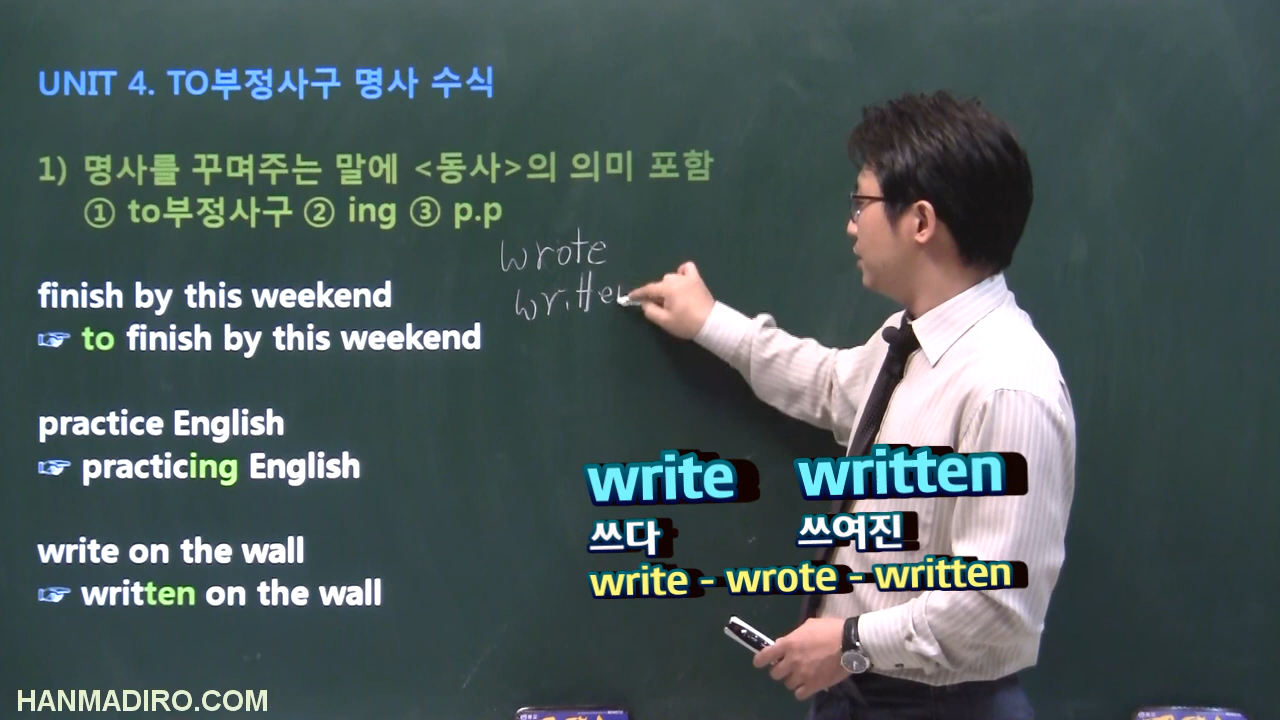 UNIT 4. TO부정사구 명사 수식
1) 명사를 꾸며주는 말에 <동사>의 의미 포함
① to부정사구 ② ing ③ p.p
wrote
written
finish by this weekend
☞ to finish by this weekend
practice English
☞ practicing English
write written
쓰다 쓰여진
write - wrote - written
write on the wall
☞ written on the wall
HANMADIRO.COM